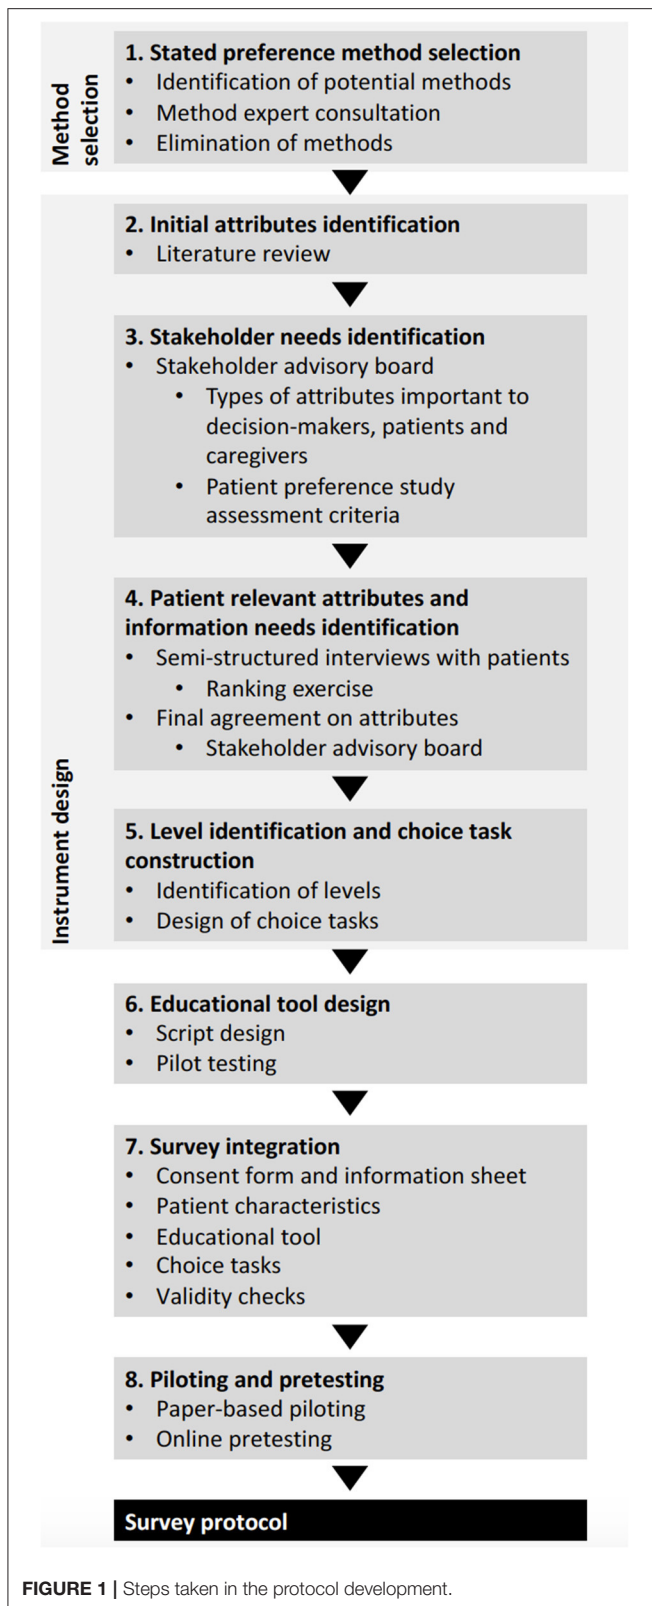 Method
selection
1. Stated preference method selection
• Identification of potential methods
• Method expert consultation
• Elimination of methods
Instrument design
2. Initial attributes identification
• Literature review
3. Stakeholder needs identification
• Stakeholder advisory board
• Types of attributes important to
decision-makers, patients and
caregivers
• Patient preference study
assessment criteria
4. Patient relevant attributes and
information needs identification
• Semi-structured interviews with patients
• Ranking exercise
• Final agreement on attributes
• Stakeholder advisory board
5. Level identification and choice task
construction
• Identification of levels
• Design of choice tasks
6. Educational tool design
• Script design
• Pilot testing
7. Survey integration
• Consent form and information sheet
• Patient characteristics
• Educational tool
• Choice tasks
• Validity checks
8. Piloting and pretesting
• Paper-based piloting
• Online pretesting
Survey protocol
FIGURE 1 | Steps taken in the protocol development.